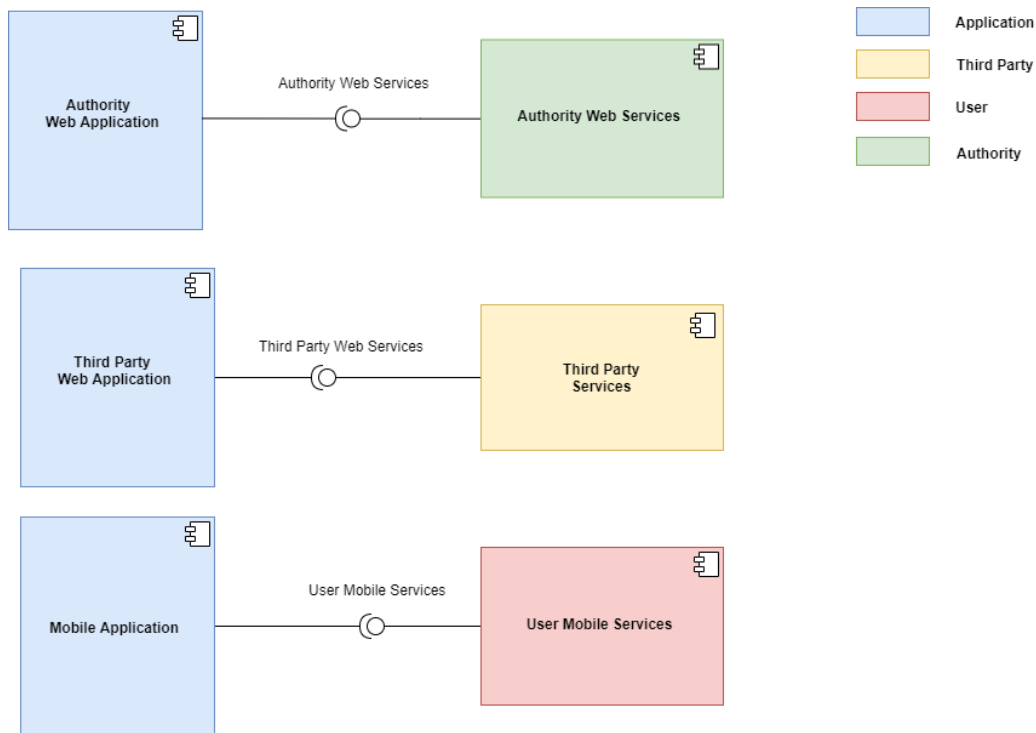 Authority
Web Application
Authority Web Services
Authority Web Services
Application
Third Party
User
Authority
Third Party
Web Application
Third Party Web Services
Third Party
Services
Mobile Application
User Mobile Services
User Mobile Services